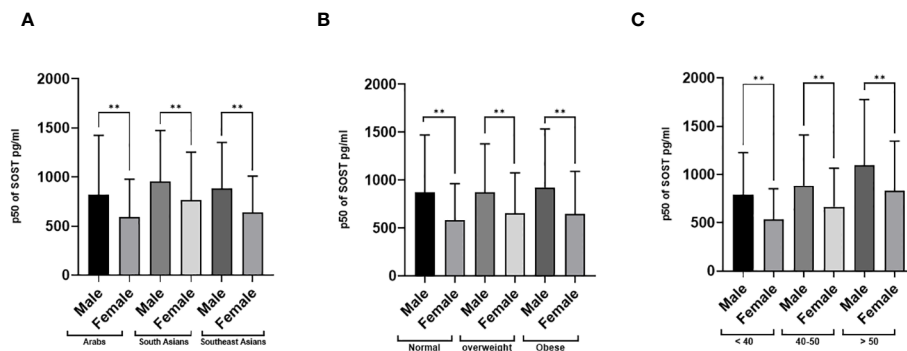 A
p50 of SOST pg/ml
2000
1500
1000
500
0
** ** **
Male Female Male Female Male Female
Arabs South Asians Southeast Asians
B
p50 of SOST pg/ml
2000
1500
1000
500
0
** ** **
Male Female Male Female Male Female
Normal overweight Obese
C
p50 of SOST pg/ml
2000
1500
1000
500
0
** ** **
Male Female Male Female Male Female
< 40 40-50 > 50